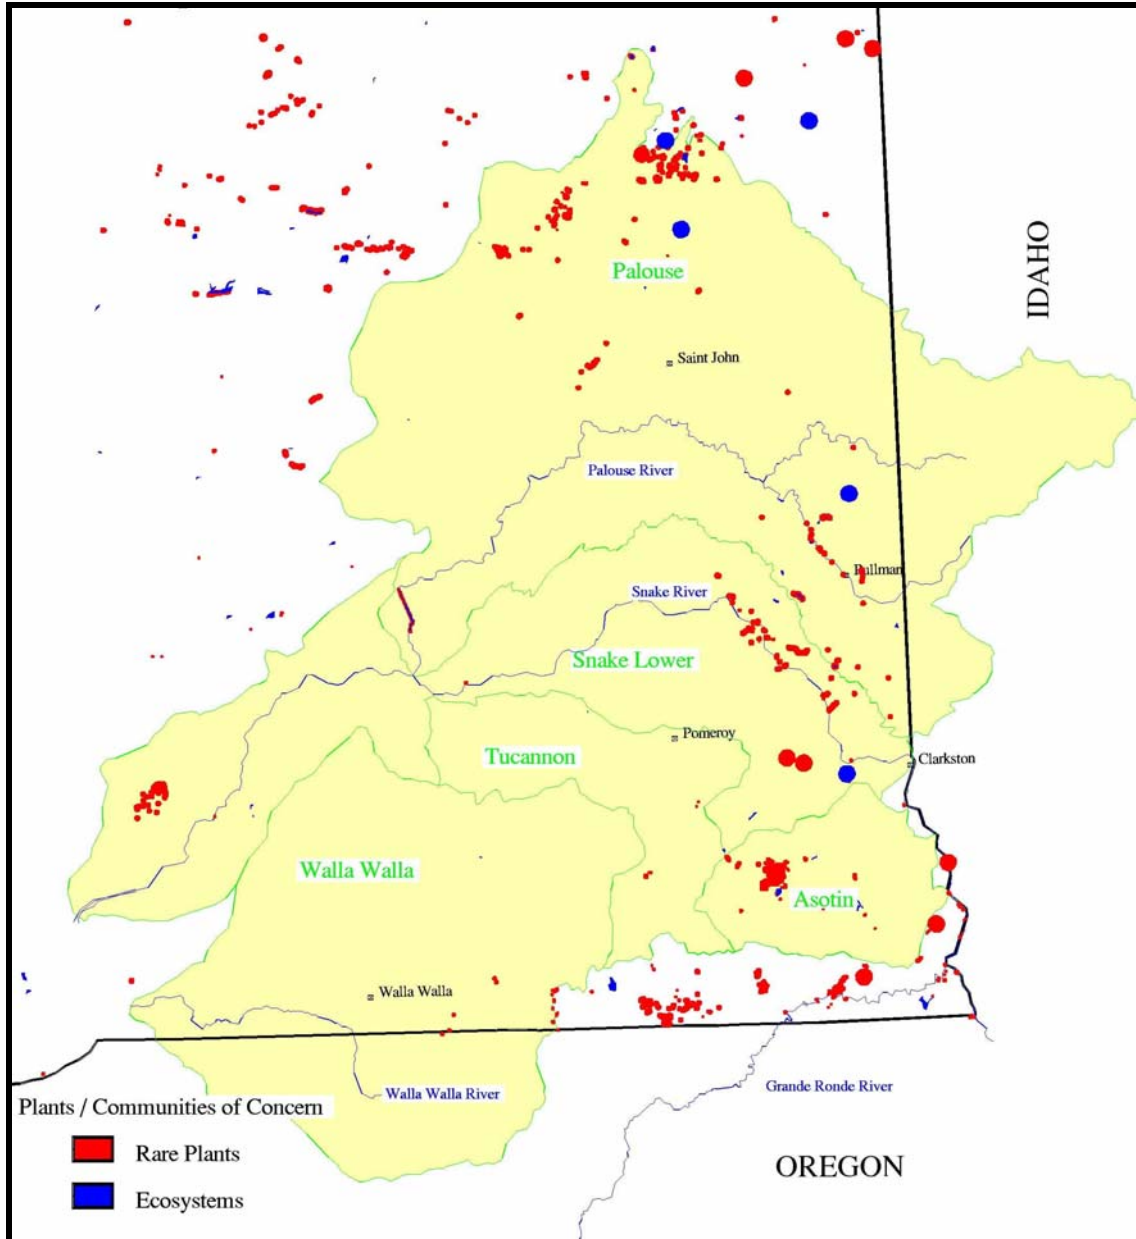 Palouse
IDAHO
Saint John
Palouse River
Pullman
Snake River
Snake Lower
Pomeroy
Tucannon
Clarkston
Walla Walla
Asotin
Walla Walla
Walla Walla River
Grande Ronde River
Plants / Communities of Concern
Rare Plants
OREGON
Ecosystems